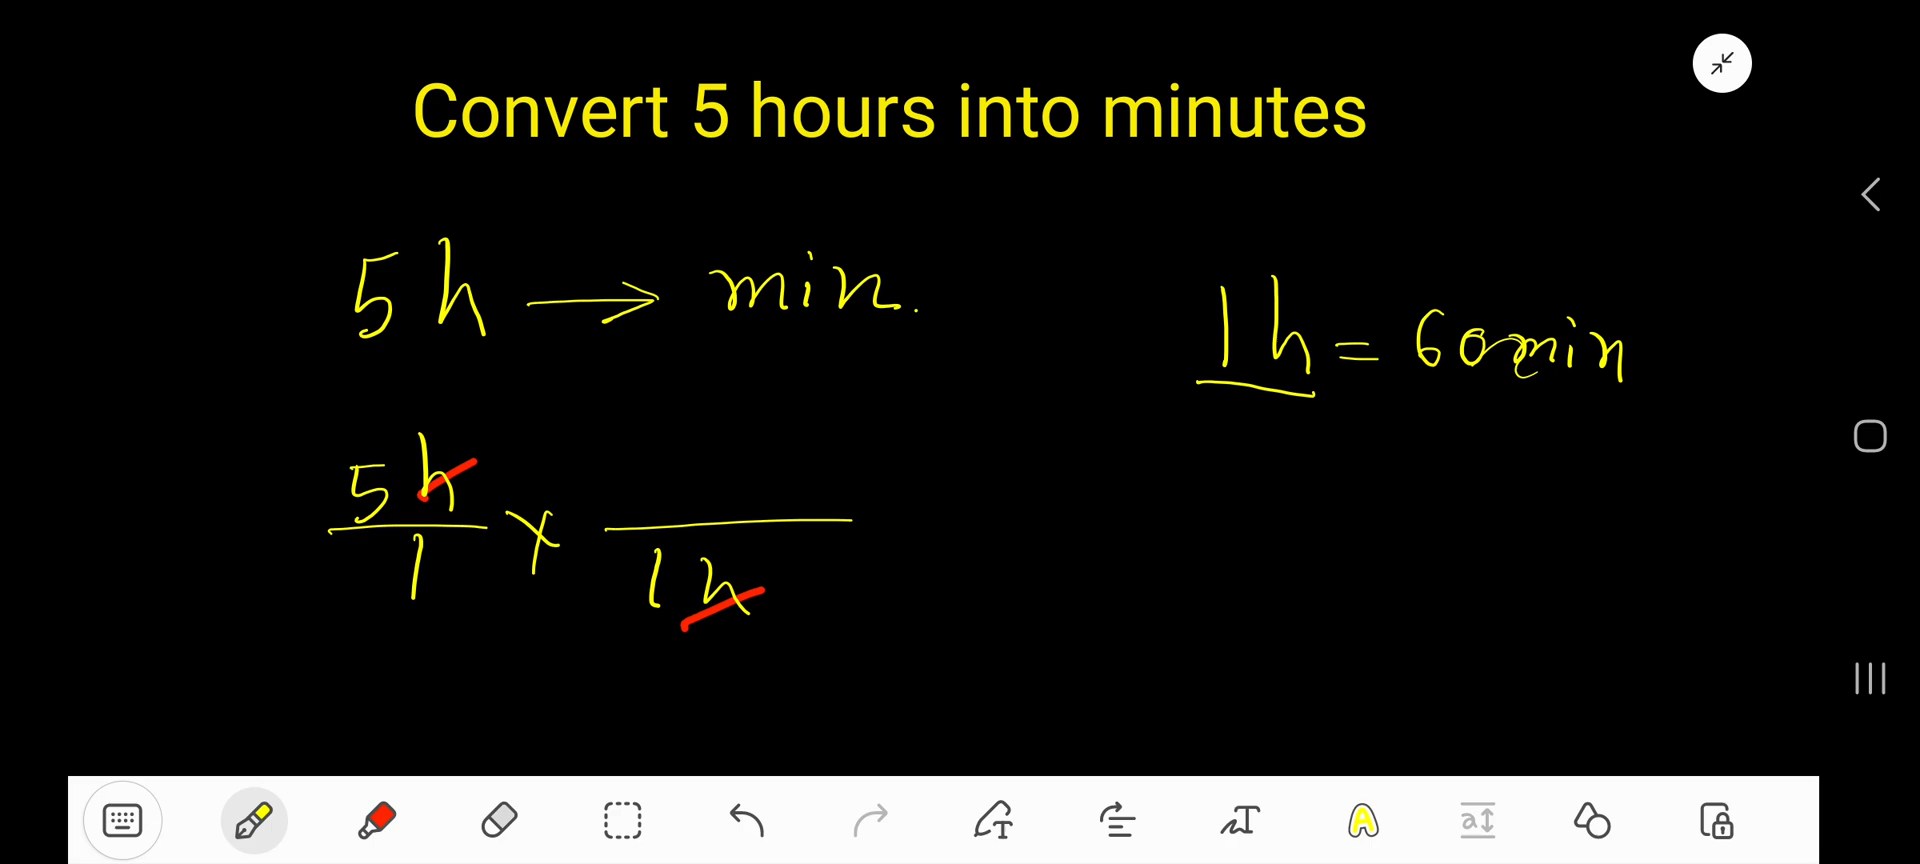 Convert 5 hours into minutes
5 h → min.
1 h = 60 min
5 h
1
×
1 h